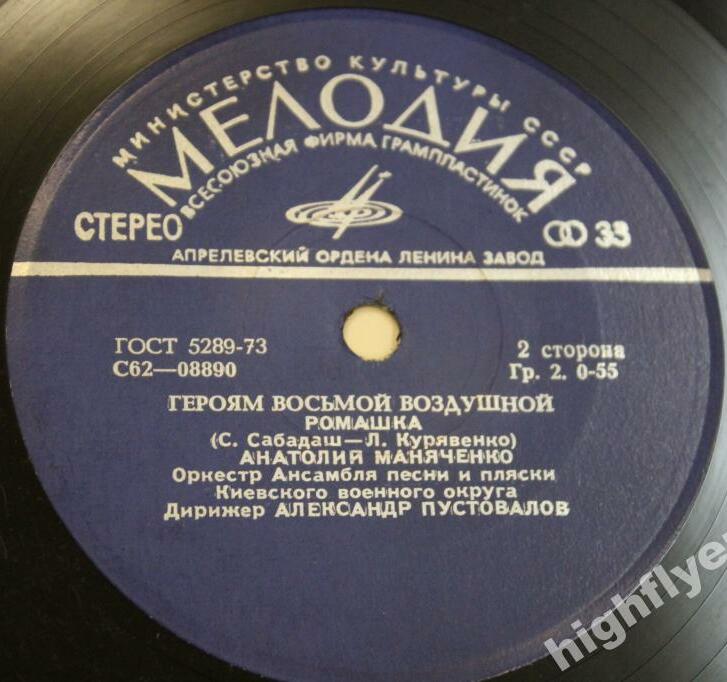 МИНИСТЕРСТВО КУЛЬТУРЫ СССР
МЕЛОДИЯ
ВСЕСОЮЗНАЯ ФИРМА ГРАМПЛАСТИНОК
СТЕРЕО
33
АПРЕЛЕВСКИЙ ОРДЕНА ЛЕНИНА ЗАВОД
ГОСТ 5289-73
2 сторона
С62—08890
Гр. 2. 0-55
ГЕРОЯМ ВОСЬМОЙ ВОЗДУШНОЙ
РОМАШКА
(С. Сабадаш—Л. Курявенко)
АНАТОЛИЙ МАНЯЧЕНКО
Оркестр Ансамбля песни и пляски
Киевского военного округа
Дирижер АЛЕКСАНДР ПУСТОВАЛОВ
highflyer